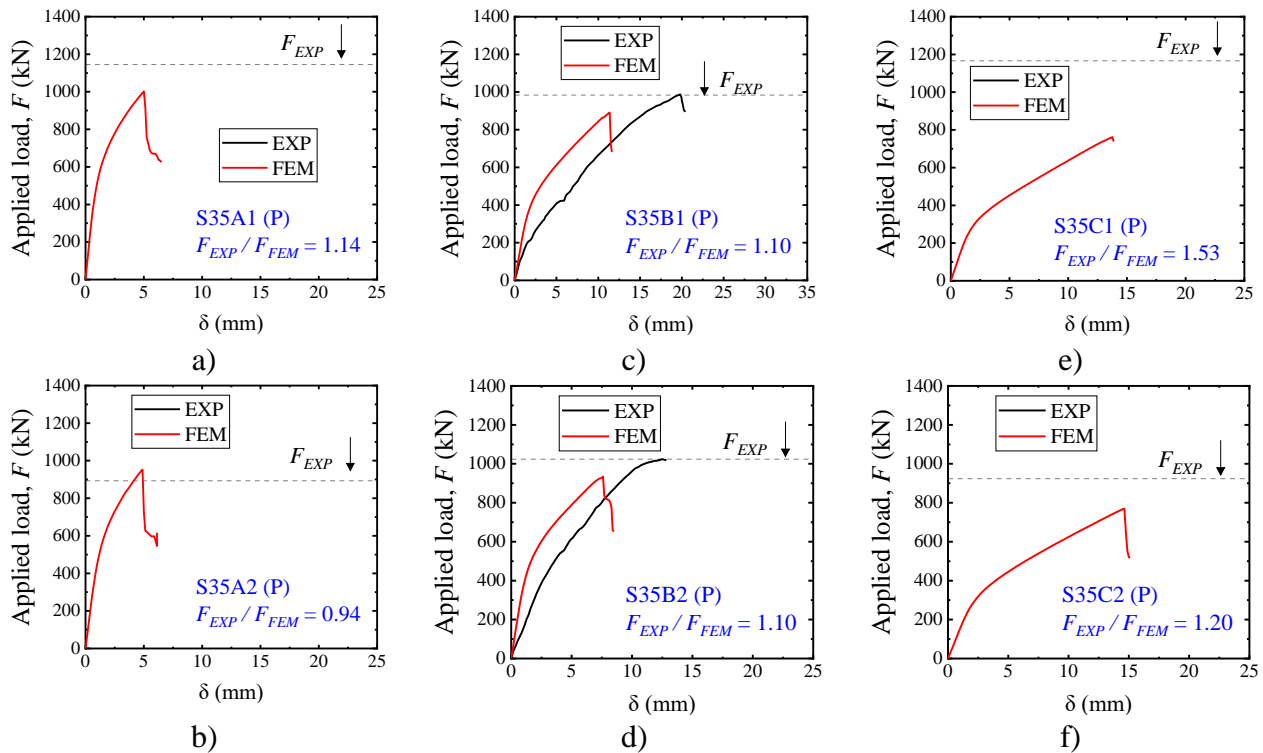 1400
1200
1000
800
600
400
200
0
Applied load, F (kN)
F_EXP
EXP
FEM
S35A1 (P)
F_EXP / F_FEM = 1.14
0 5 10 15 20 25
δ (mm)
a)
1400
1200
1000
800
600
400
200
0
Applied load, F (kN)
EXP
FEM
F_EXP
S35B1 (P)
F_EXP / F_FEM = 1.10
0 5 10 15 20 25 30 35
δ (mm)
c)
1400
1200
1000
800
600
400
200
0
Applied load, F (kN)
F_EXP
EXP
FEM
S35C1 (P)
F_EXP / F_FEM = 1.53
0 5 10 15 20 25
δ (mm)
e)
1400
1200
1000
800
600
400
200
0
Applied load, F (kN)
EXP
FEM
F_EXP
S35A2 (P)
F_EXP / F_FEM = 0.94
0 5 10 15 20 25
δ (mm)
b)
1400
1200
1000
800
600
400
200
0
Applied load, F (kN)
EXP
FEM
F_EXP
S35B2 (P)
F_EXP / F_FEM = 1.10
0 5 10 15 20 25
δ (mm)
d)
1400
1200
1000
800
600
400
200
0
Applied load, F (kN)
EXP
FEM
F_EXP
S35C2 (P)
F_EXP / F_FEM = 1.20
0 5 10 15 20 25
δ (mm)
f)